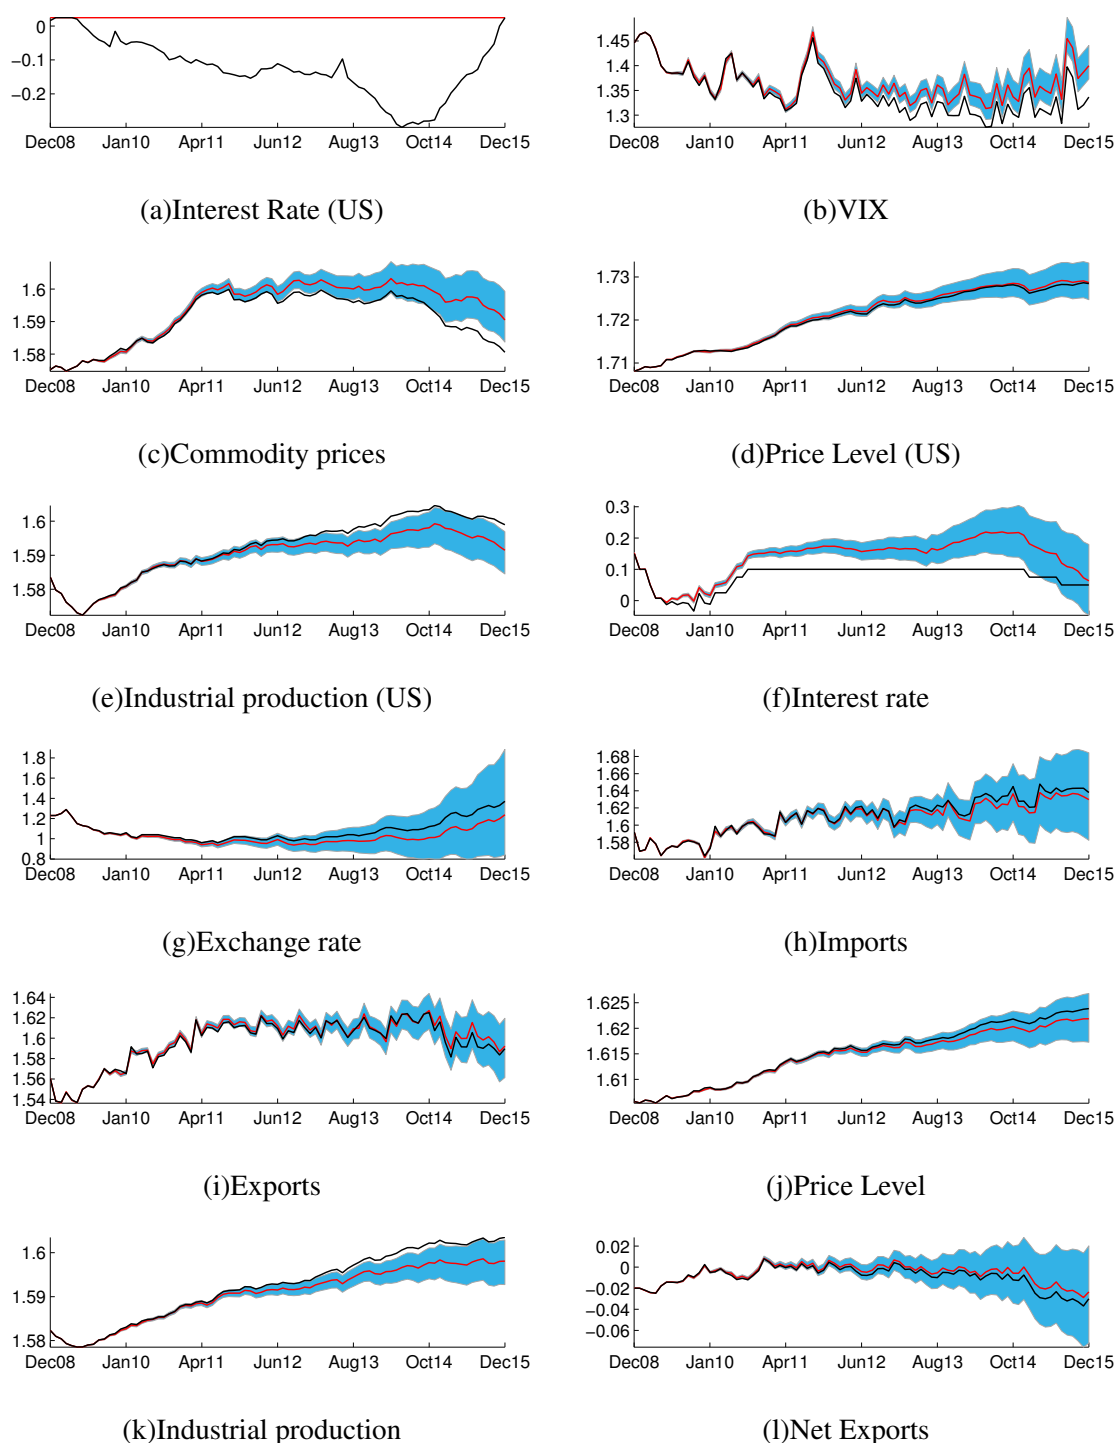 0
−0.1
−0.2
Dec08 Jan10 Apr11 Jun12 Aug13 Oct14 Dec15
(a)Interest Rate (US)
1.45
1.4
1.35
1.3
Dec08 Jan10 Apr11 Jun12 Aug13 Oct14 Dec15
(b)VIX
1.6
1.59
1.58
Dec08 Jan10 Apr11 Jun12 Aug13 Oct14 Dec15
(c)Commodity prices
1.73
1.72
1.71
Dec08 Jan10 Apr11 Jun12 Aug13 Oct14 Dec15
(d)Price Level (US)
1.6
1.59
1.58
Dec08 Jan10 Apr11 Jun12 Aug13 Oct14 Dec15
(e)Industrial production (US)
0.3
0.2
0.1
0
Dec08 Jan10 Apr11 Jun12 Aug13 Oct14 Dec15
(f)Interest rate
1.8
1.6
1.4
1.2
1
0.8
Dec08 Jan10 Apr11 Jun12 Aug13 Oct14 Dec15
(g)Exchange rate
1.68
1.66
1.64
1.62
1.6
1.58
Dec08 Jan10 Apr11 Jun12 Aug13 Oct14 Dec15
(h)Imports
1.64
1.62
1.6
1.58
1.56
1.54
Dec08 Jan10 Apr11 Jun12 Aug13 Oct14 Dec15
(i)Exports
1.625
1.62
1.615
1.61
Dec08 Jan10 Apr11 Jun12 Aug13 Oct14 Dec15
(j)Price Level
1.6
1.59
1.58
Dec08 Jan10 Apr11 Jun12 Aug13 Oct14 Dec15
(k)Industrial production
0.02
0
−0.02
−0.04
−0.06
Dec08 Jan10 Apr11 Jun12 Aug13 Oct14 Dec15
(l)Net Exports